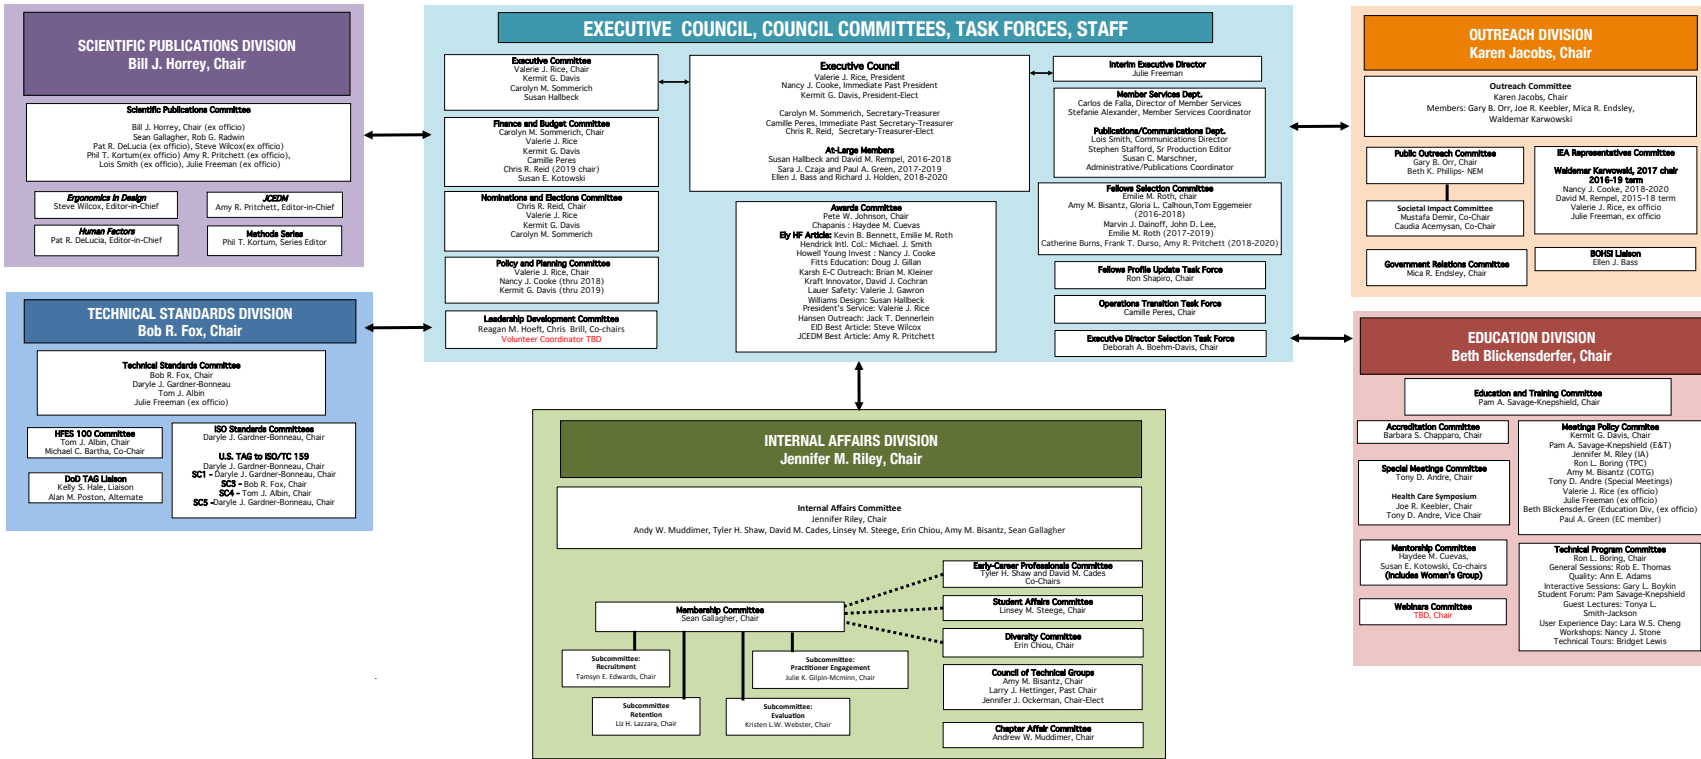 SCIENTIFIC PUBLICATIONS DIVISION
Bill J. Horrey, Chair
Scientific Publications Committee
Bill J. Horrey, Chair (ex officio)
Sean Gallagher, Rob G. Radwin
Pat R. DeLucia (ex officio), Steve Wilcox(ex officio)
Phil T. Kortum(ex officio) Amy R. Pritchett (ex officio),
Lois Smith (ex officio), Julie Freeman (ex officio)
Ergonomics in Design
Steve Wilcox, Editor-in-Chief
JCEDM
Amy R. Pritchett, Editor-in-Chief
Human Factors
Pat R. DeLucia, Editor-in-Chief
Methods Series
Phil T. Kortum, Series Editor
TECHNICAL STANDARDS DIVISION
Bob R. Fox, Chair
Technical Standards Committee
Bob R. Fox, Chair
Daryle J. Gardner-Bonneau
Tom J. Albin
Julie Freeman (ex officio)
HFES 100 Committee
Tom J. Albin, Chair
Michael C. Bartha, Co-Chair
DoD TAG Liaison
Kelly S. Hale, Liaison
Alan M. Poston, Alternate
ISO Standards Committees
Daryle J. Gardner-Bonneau, Chair
U.S. TAG to ISO/TC 159
Daryle J. Gardner-Bonneau, Chair
SC1 - Daryle J. Gardner-Bonneau, Chair
SC3 - Bob R. Fox, Chair
SC4 - Tom J. Albin, Chair
SC5 -Daryle J. Gardner-Bonneau, Chair
EXECUTIVE COUNCIL, COUNCIL COMMITTEES, TASK FORCES, STAFF
Executive Committee
Valerie J. Rice, Chair
Kermit G. Davis
Carolyn M. Sommerich
Susan Hallbeck
Finance and Budget Committee
Carolyn M. Sommerich, Chair
Valerie J. Rice
Kermit G. Davis
Camille Peres
Chris R. Reid (2019 chair)
Susan E. Kotowski
Nominations and Elections Committee
Chris R. Reid, Chair
Valerie J. Rice
Kermit G. Davis
Carolyn M. Sommerich
Policy and Planning Committee
Valerie J. Rice, Chair
Nancy J. Cooke (thru 2018)
Kermit G. Davis (thru 2019)
Leadership Development Committee
Reagan M. Hoeft, Chris Brill, Co-chairs
Volunteer Coordinator TBD
Executive Council
Valerie J. Rice, President
Nancy J. Cooke, Immediate Past President
Kermit G. Davis, President-Elect
Carolyn M. Sommerich, Secretary-Treasurer
Camille Peres, Immediate Past Secretary-Treasurer
Chris R. Reid, Secretary-Treasurer-Elect
At-Large Members
Susan Hallbeck and David M. Rempel, 2016-2018
Sara J. Czaja and Paul A. Green, 2017-2019
Ellen J. Bass and Richard J. Holden, 2018-2020
Awards Committee
Pete W. Johnson, Chair
Chapanis : Haydee M. Cuevas
Ely HF Article: Kevin B. Bennett, Emilie M. Roth
Hendrick Intl. Col.: Michael. J. Smith
Howell Young Invest : Nancy J. Cooke
Fitts Education: Doug J. Gillan
Karsh E-C Outreach: Brian M. Kleiner
Kraft Innovator, David J. Cochran
Lauer Safety: Valerie J. Gawron
Williams Design: Susan Hallbeck
President's Service: Valerie J. Rice
Hansen Outreach: Jack T. Dennerlein
EID Best Article: Steve Wilcox
JCEDM Best Article: Amy R. Pritchett
Interim Executive Director
Julie Freeman
Member Services Dept.
Carlos de Falla, Director of Member Services
Stefanie Alexander, Member Services Coordinator
Publications/Communications Dept.
Lois Smith, Communications Director
Stephen Stafford, Sr Production Editor
Susan C. Marschner,
Administrative/Publications Coordinator
Fellows Selection Committee
Emilie M. Roth, chair
Amy M. Bisantz, Gloria L. Calhoun,Tom Eggemeier
(2016-2018)
Marvin J. Dainoff, John D. Lee,
Emilie M. Roth (2017-2019)
Catherine Burns, Frank T. Durso, Amy R. Pritchett (2018-2020)
Fellows Profile Update Task Force
Ron Shapiro, Chair
Operations Transition Task Force
Camille Peres, Chair
Executive Director Selection Task Force
Deborah A. Boehm-Davis, Chair
INTERNAL AFFAIRS DIVISION
Jennifer M. Riley, Chair
Internal Affairs Committee
Jennifer Riley, Chair
Andy W. Muddimer, Tyler H. Shaw, David M. Cades, Linsey M. Steege, Erin Chiou, Amy M. Bisantz, Sean Gallagher
Membership Committee
Sean Gallagher, Chair
Subcommittee:
Recruitment
Tamsyn E. Edwards, Chair
Subcommittee
Retention
Liz H. Lazzara, Chair
Subcommittee:
Evaluation
Kristen L.W. Webster, Chair
Subcommittee:
Practitioner Engagement
Julie K. Gilpin-Mcminn, Chair
Early-Career Professionals Committee
Tyler H. Shaw and David M. Cades
Co-Chairs
Student Affairs Committee
Linsey M. Steege, Chair
Diversity Committee
Erin Chiou, Chair
Council of Technical Groups
Amy M. Bisantz, Chair
Larry J. Hettinger, Past Chair
Jennifer J. Ockerman, Chair-Elect
Chapter Affair Committee
Andrew W. Muddimer, Chair
OUTREACH DIVISION
Karen Jacobs, Chair
Outreach Committee
Karen Jacobs, Chair
Members: Gary B. Orr, Joe R. Keebler, Mica R. Endsley,
Waldemar Karwowski
Public Outreach Committee
Gary B. Orr, Chair
Beth K. Phillips- NEM
Societal Impact Committee
Mustafa Demir, Co-Chair
Caudia Acemysan, Co-Chair
Government Relations Committee
Mica R. Endsley, Chair
IEA Representatives Committee
Waldemar Karwowski, 2017 chair
2016-19 term
Nancy J. Cooke, 2018-2020
David M. Rempel, 2015-18 term
Valerie J. Rice, ex officio
Julie Freeman, ex officio
BOHSI Liaison
Ellen J. Bass
EDUCATION DIVISION
Beth Blickensderfer, Chair
Education and Training Committee
Pam A. Savage-Knepshield, Chair
Accreditation Committee
Barbara S. Chapparo, Chair
Special Meetings Committee
Tony D. Andre, Chair
Health Care Symposium
Joe R. Keebler, Chair
Tony D. Andre, Vice Chair
Mentorship Committee
Haydee M. Cuevas,
Susan E. Kotowski, Co-chairs
(includes Women's Group)
Webinars Committee
TBD, Chair
Meetings Policy Commitee
Kermit G. Davis, Chair
Pam A. Savage-Knepshield (E&T)
Jennifer M. Riley (IA)
Ron L. Boring (TPC)
Amy M. Bisantz (COTG)
Tony D. Andre (Special Meetings)
Valerie J. Rice (ex officio)
Julie Freeman (ex officio)
Beth Blickensderfer (Education Div, (ex officio)
Paul A. Green (EC member)
Technical Program Committee
Ron L. Boring, Chair
General Sessions: Rob E. Thomas
Quality: Ann E. Adams
Interactive Sessions: Gary L. Boykin
Student Forum: Pam Savage-Knepshield
Guest Lectures: Tonya L.
Smith-Jackson
User Experience Day: Lara W.S. Cheng
Workshops: Nancy J. Stone
Technical Tours: Bridget Lewis